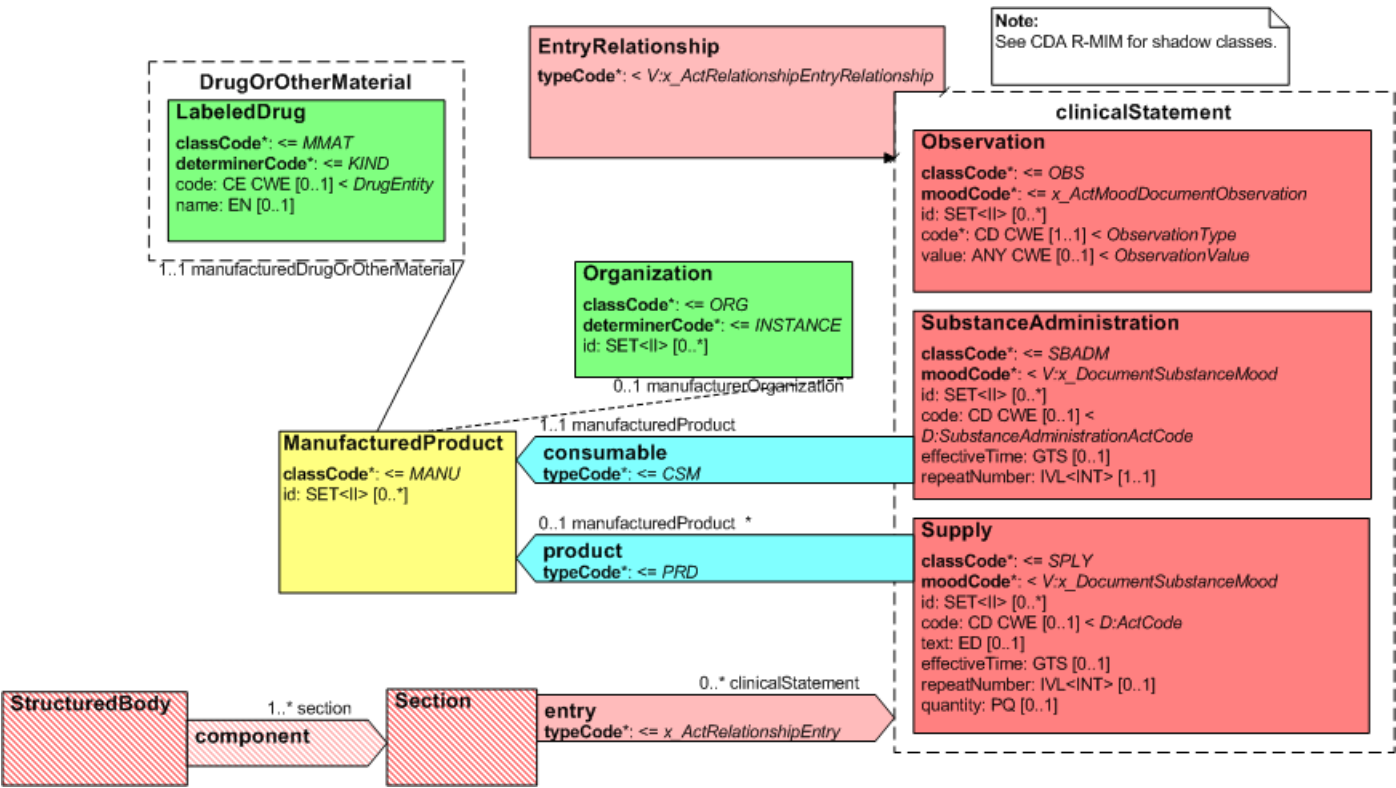 Note:
See CDA R-MIM for shadow classes.
EntryRelationship
typeCode*: < V:x_ActRelationshipEntryRelationship
DrugOrOtherMaterial
LabeledDrug
classCode*: <= MMAT
determinerCode*: <= KIND
code: CE CWE [0..1] < DrugEntity
name: EN [0..1]
1..1 manufacturedDrugOrOtherMaterial
clinicalStatement
Observation
classCode*: <= OBS
moodCode*: <= x_ActMoodDocumentObservation
id: SET<II> [0..*]
code*: CD CWE [1..1] < ObservationType
value: ANY CWE [0..1] < ObservationValue
Organization
classCode*: <= ORG
determinerCode*: <= INSTANCE
id: SET<II> [0..*]
0..1 manufacturerOrganization
SubstanceAdministration
classCode*: <= SBADM
moodCode*: < V:x_DocumentSubstanceMood
id: SET<II> [0..*]
code: CD CWE [0..1] <
D:SubstanceAdministrationActCode
effectiveTime: GTS [0..1]
repeatNumber: IVL<INT> [1..1]
1..1 manufacturedProduct
consumable
typeCode*: <= CSM
ManufacturedProduct
classCode*: <= MANU
id: SET<II> [0..*]
0..1 manufacturedProduct *
product
typeCode*: <= PRD
Supply
classCode*: <= SPLY
moodCode*: < V:x_DocumentSubstanceMood
id: SET<II> [0..*]
code: CD CWE [0..1] < D:ActCode
text: ED [0..1]
effectiveTime: GTS [0..1]
repeatNumber: IVL<INT> [0..1]
quantity: PQ [0..1]
StructuredBody
1..* section
component
Section
0..* clinicalStatement
entry
typeCode*: <= x_ActRelationshipEntry